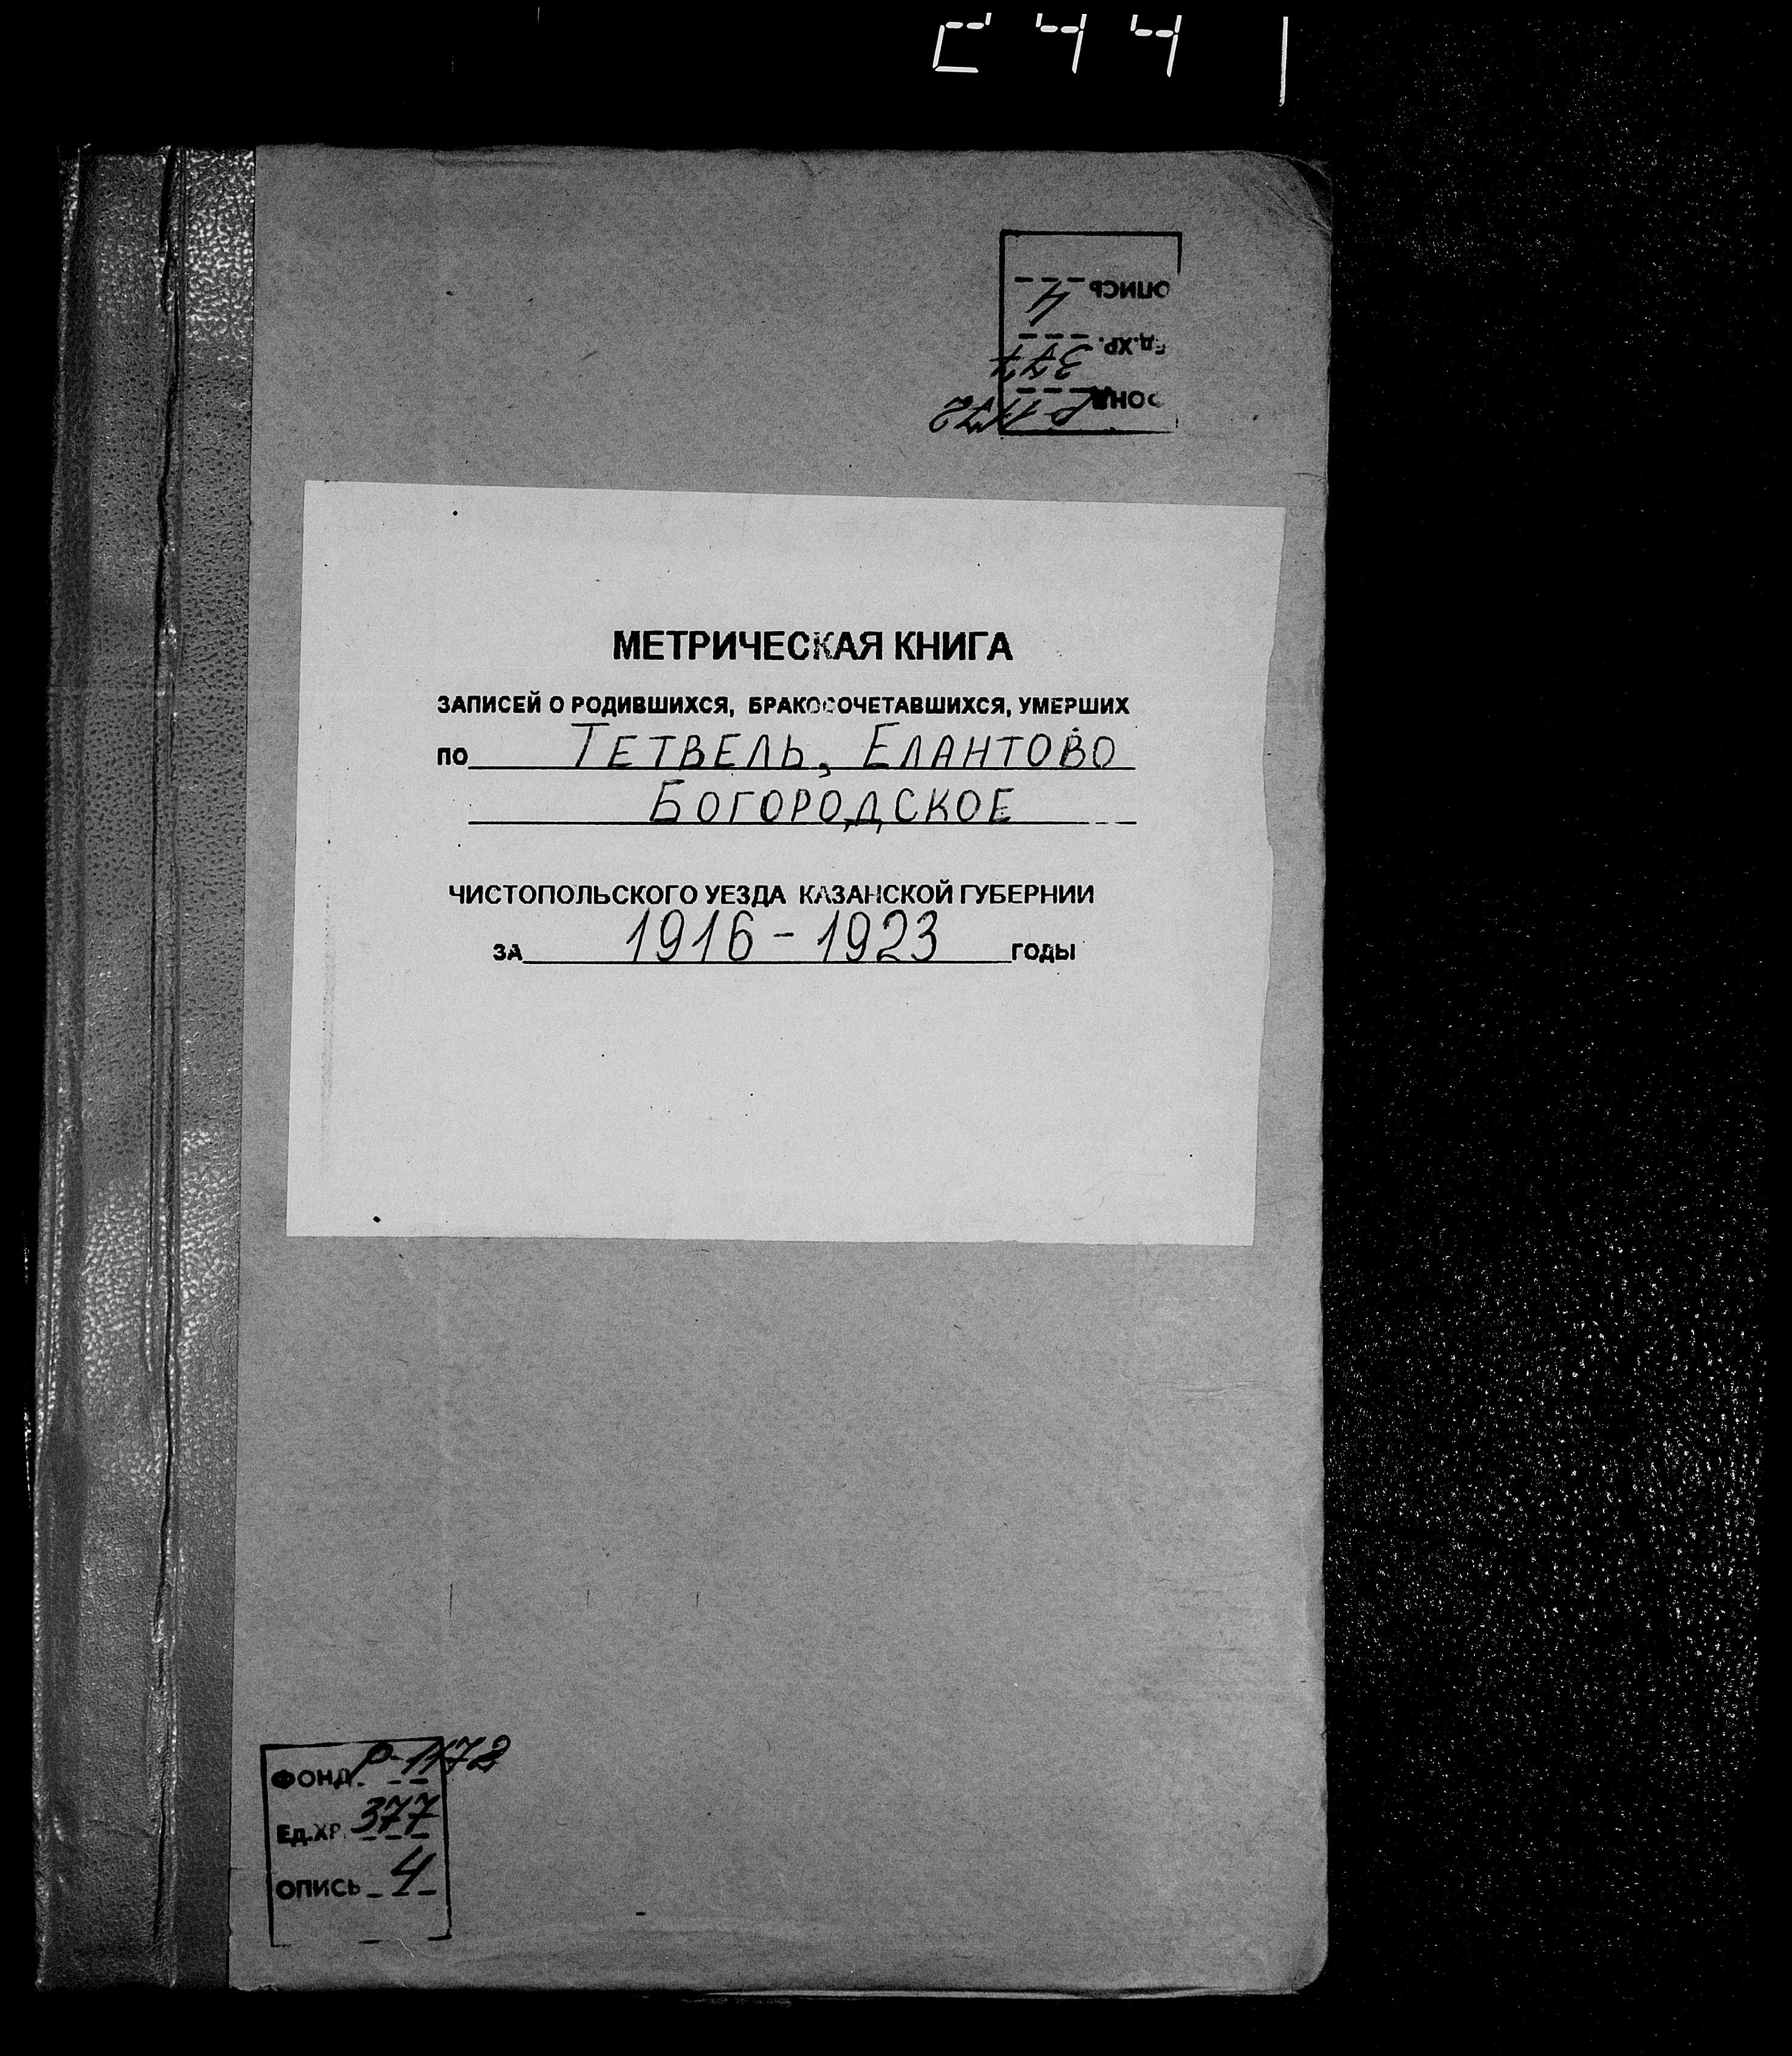 ОПИСЬ 4
Ед.ХР. 377
ФОНД Р-1172
МЕТРИЧЕСКАЯ КНИГА
ЗАПИСЕЙ О РОДИВШИХСЯ, БРАКОСОЧЕТАВШИХСЯ, УМЕРШИХ
ПО ТЕТВЕЛЬ, ЕЛАНТОВО
БОГОРОДСКОЕ
ЧИСТОПОЛЬСКОГО УЕЗДА КАЗАНСКОЙ ГУБЕРНИИ
ЗА 1916-1923 ГОДЫ
ФОНД Р-1172
Ед.ХР. 377
ОПИСЬ 4